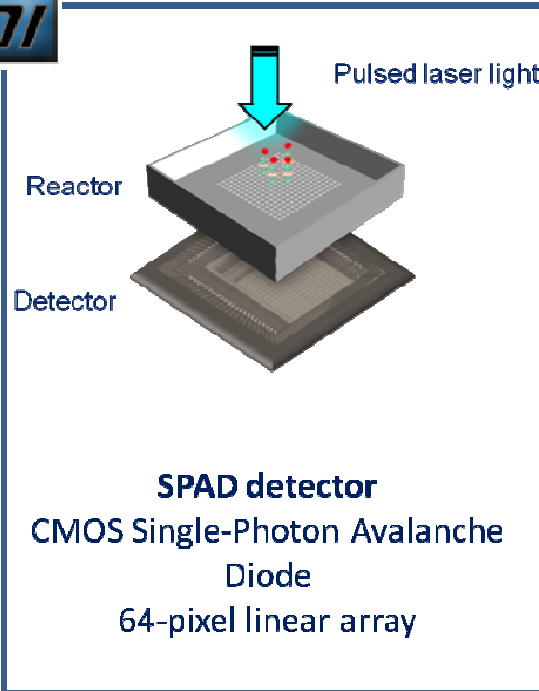 Pulsed laser light
Reactor
Detector
SPAD detector
CMOS Single-Photon Avalanche
Diode
64-pixel linear array